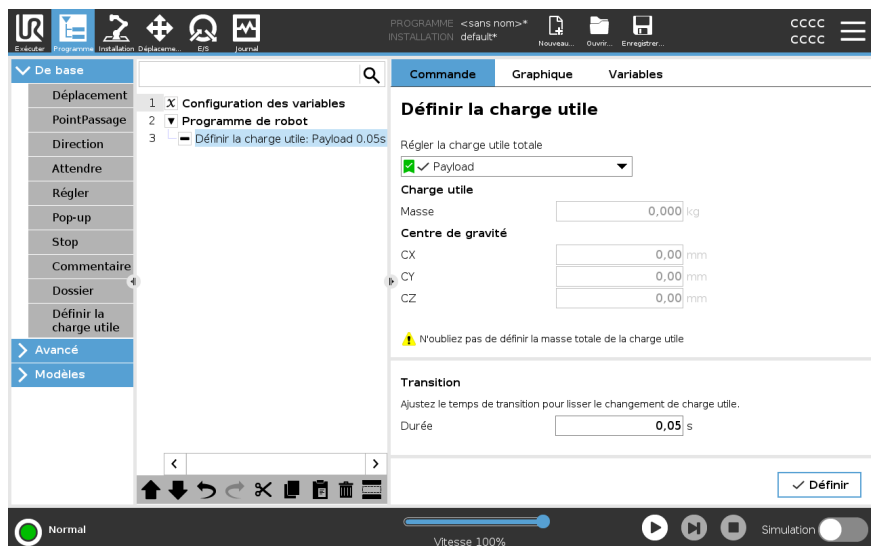 PROGRAMME <sans nom>*
INSTALLATION default*
CCCC
CCCC
UR
Exécuter Programme Installation Déplaceme... E/S Journal
Nouveau... Ouvrir... Enregistrer...
De base
Déplacement
PointPassage
Direction
Attendre
Régler
Pop-up
Stop
Commentaire
Dossier
Définir la
charge utile
Avancé
Modèles
1 X Configuration des variables
2 Programme de robot
3 Définir la charge utile: Payload 0.05s
Commande Graphique Variables
Définir la charge utile
Régler la charge utile totale
Payload
Charge utile
Masse 0,000 kg
Centre de gravité
CX 0,00 mm
CY 0,00 mm
CZ 0,00 mm
N'oubliez pas de définir la masse totale de la charge utile
Transition
Ajustez le temps de transition pour lisser le changement de charge utile.
Durée 0,05 s
Définir
Normal
Vitesse 100%
Simulation